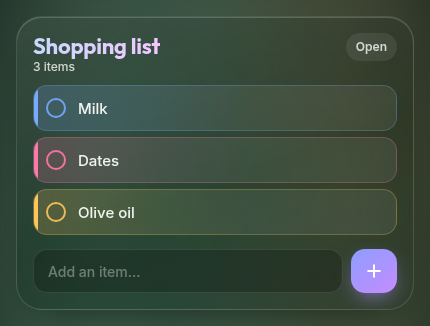 Shopping list
Open
3 items
Milk
Dates
Olive oil
Add an item...